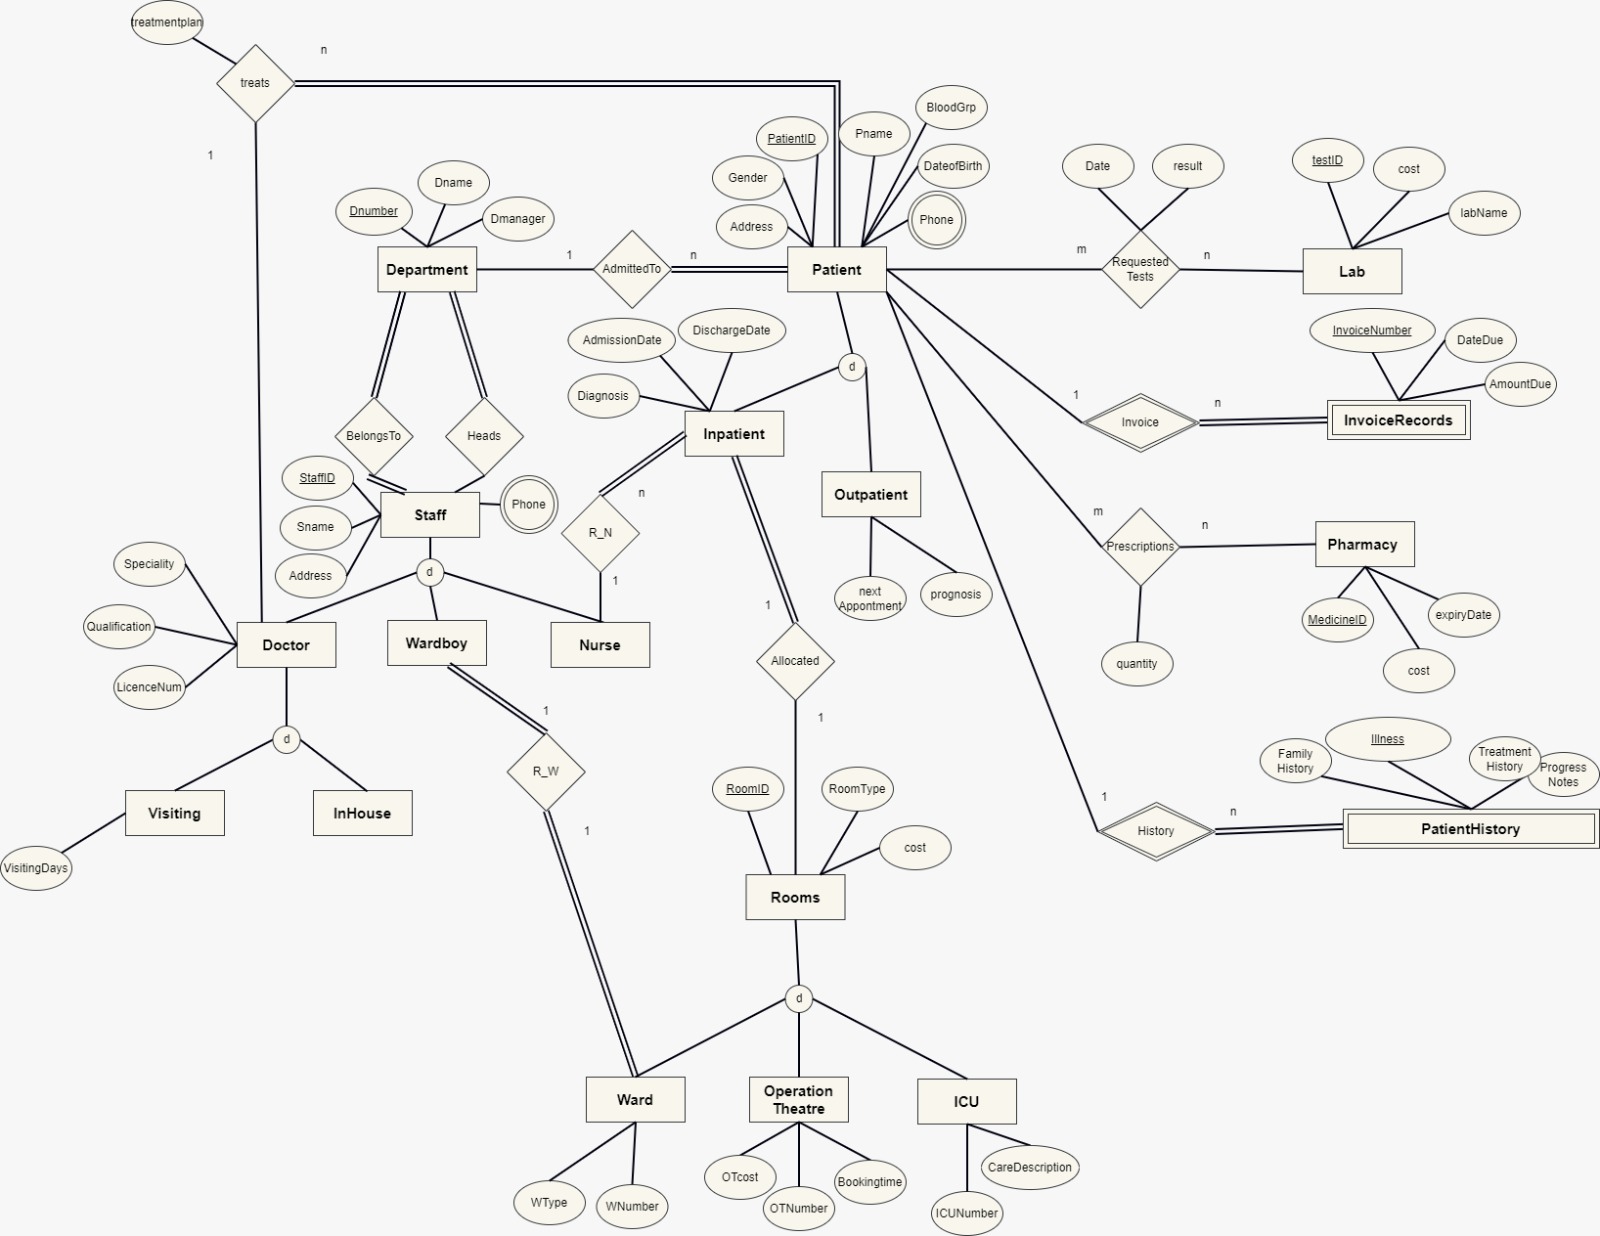 treatmentplan
n
treats
BloodGrp
PatientID
Pname
1
Dname
Gender
DateofBirth
Date
result
testID
cost
Dnumber
Dmanager
Address
Phone
labName
1
n
m
n
Department
AdmittedTo
Patient
Requested
Tests
Lab
AdmissionDate
DischargeDate
InvoiceNumber
DateDue
d
AmountDue
Diagnosis
1
n
BelongsTo
Heads
Inpatient
Invoice
InvoiceRecords
StaffID
n
Outpatient
Phone
Staff
m
n
Sname
R_N
Prescriptions
Pharmacy
Speciality
Address
d
1
next
Appontment
prognosis
1
MedicineID
expiryDate
Qualification
Doctor
Wardboy
Nurse
Allocated
quantity
cost
LicenceNum
1
1
d
Illness
Family
History
Treatment
History
Progress
Notes
R_W
RoomID
RoomType
1
n
Visiting
InHouse
1
History
PatientHistory
cost
VisitingDays
Rooms
d
Ward
Operation
Theatre
ICU
OTcost
Bookingtime
CareDescription
WType
WNumber
OTNumber
ICUNumber